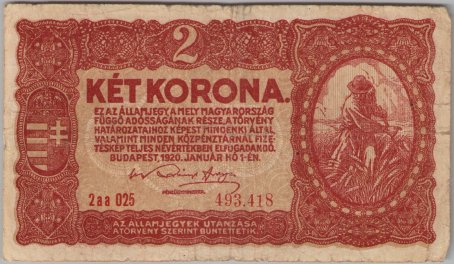 2
KÉT KORONA.
EZ AZ ÁLLAMJEGY, A MELY MAGYARORSZÁG
FÜGGŐ ADÓSSÁGÁNAK RÉSZE, A TÖRVÉNY
HATÁROZATAIHOZ KÉPEST MINDENKI ÁLTAL,
VALAMINT MINDEN KÖZPÉNZTÁRNÁL FIZE-
TÉSKÉP TELJES NÉVÉRTÉKBEN ELFOGADANDÓ.
BUDAPEST, 1920. JANUÁR HÓ 1-ÉN.
PÉNZÜGYMINISTER.
2aa 025 493.418
AZ ÁLLAMJEGYEK UTÁNZÁSA
A TÖRVÉNY SZERINT BÜNTETTETIK.